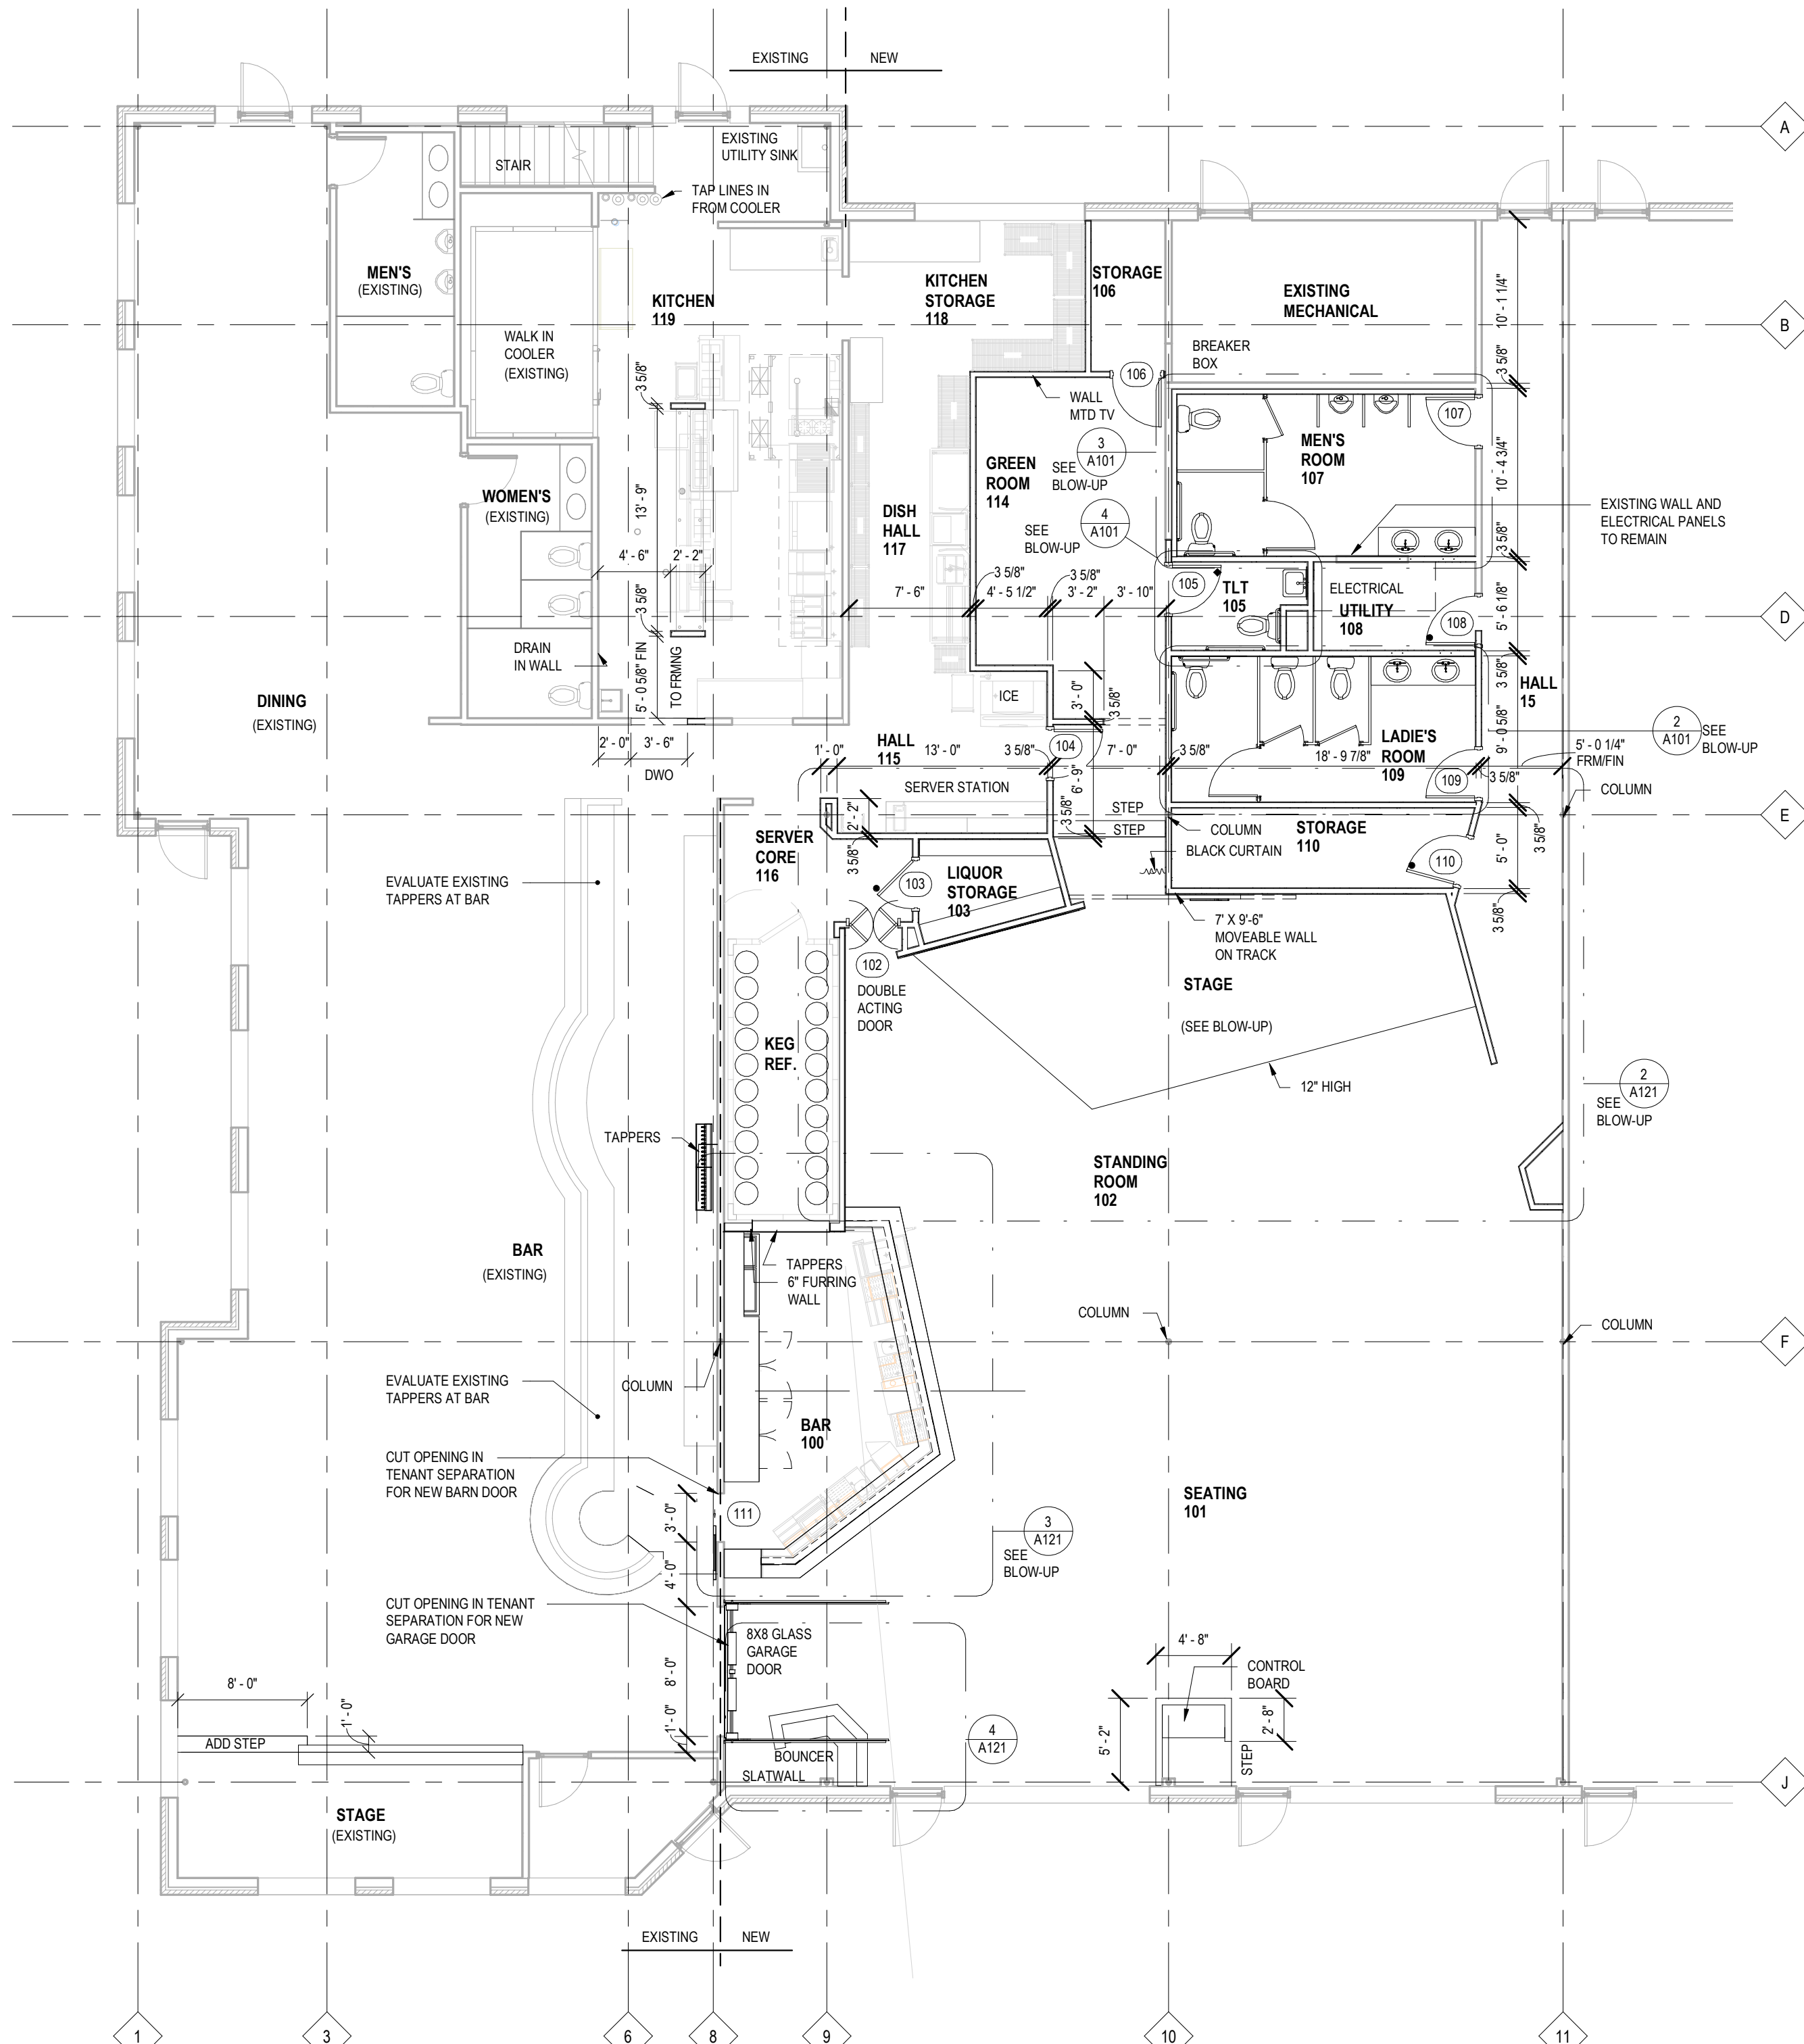 EXISTING
NEW
A
EXISTING
UTILITY SINK
STAIR
TAP LINES IN
FROM COOLER
MEN'S
(EXISTING)
KITCHEN
119
KITCHEN
STORAGE
118
STORAGE
106
EXISTING
MECHANICAL
10' - 1 1/4"
B
WALK IN
COOLER
(EXISTING)
BREAKER
BOX
3 5/8"
3 5/8"
106
WALL
MTD TV
107
3
A101
SEE
BLOW-UP
MEN'S
ROOM
107
10' - 4 3/4"
GREEN
ROOM
114
WOMEN'S
(EXISTING)
13' - 9"
DISH
HALL
117
4
A101
SEE
BLOW-UP
EXISTING WALL AND
ELECTRICAL PANELS
TO REMAIN
3 5/8"
4' - 6"
2' - 2"
3 5/8"
3 5/8"
3 5/8"
7' - 6"
4' - 5 1/2"
3' - 2"
3' - 10"
105
TLT
105
ELECTRICAL
UTILITY
108
108
5' - 6 1/8"
D
DRAIN
IN WALL
5' - 0 5/8" FIN
TO FRMNG
3 5/8"
DINING
(EXISTING)
ICE
3' - 0"
3 5/8"
HALL
15
2
A101
SEE
BLOW-UP
9' - 0 5/8"
2' - 0"
3' - 6"
DWO
HALL
115
1' - 0"
13' - 0"
3 5/8"
104
7' - 0"
3 5/8"
LADIE'S
ROOM
109
18' - 9 7/8"
109
3 5/8"
5' - 0 1/4"
FRM/FIN
SERVER STATION
6' - 9"
COLUMN
2' - 2"
STEP
STEP
3 5/8"
COLUMN
STORAGE
110
3 5/8"
E
SERVER
CORE
116
3 5/8"
BLACK CURTAIN
5' - 0"
110
EVALUATE EXISTING
TAPPERS AT BAR
103
LIQUOR
STORAGE
103
3 5/8"
7' X 9'-6"
MOVEABLE WALL
ON TRACK
102
DOUBLE
ACTING
DOOR
STAGE
(SEE BLOW-UP)
KEG
REF.
12" HIGH
2
A121
SEE
BLOW-UP
TAPPERS
STANDING
ROOM
102
BAR
(EXISTING)
TAPPERS
6" FURRING
WALL
COLUMN
COLUMN
F
EVALUATE EXISTING
TAPPERS AT BAR
COLUMN
BAR
100
CUT OPENING IN
TENANT SEPARATION
FOR NEW BARN DOOR
SEATING
101
111
3' - 0"
3
A121
SEE
BLOW-UP
4' - 0"
CUT OPENING IN TENANT
SEPARATION FOR NEW
GARAGE DOOR
8X8 GLASS
GARAGE
DOOR
4' - 8"
CONTROL
BOARD
8' - 0"
8' - 0"
1' - 0"
1' - 0"
2' - 8"
5' - 2"
ADD STEP
4
A121
BOUNCER
SLATWALL
STEP
J
STAGE
(EXISTING)
EXISTING
NEW
1
3
6
8
9
10
11